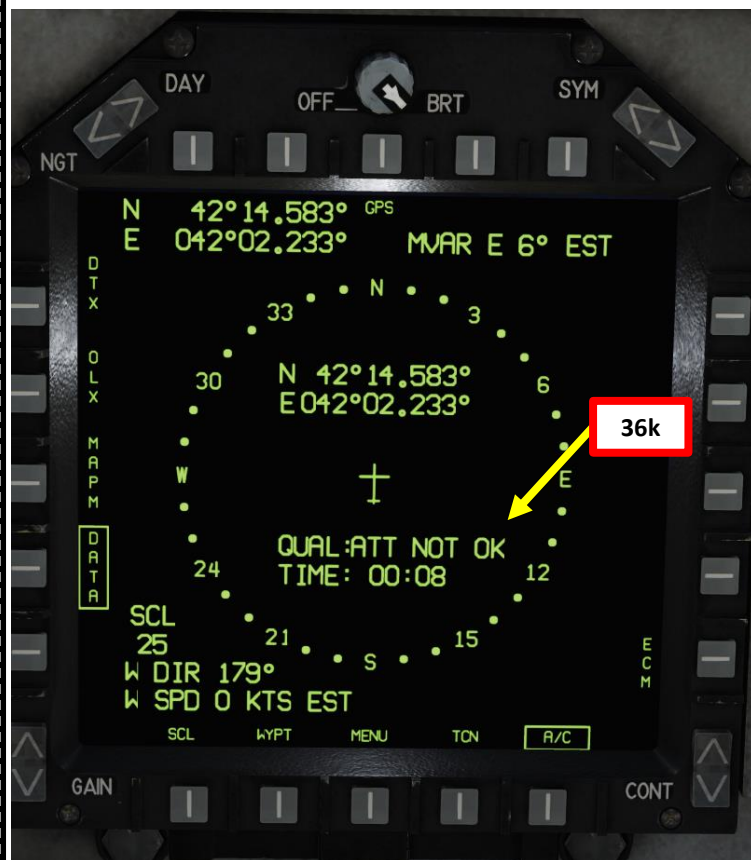 DAY
OFF
BRT
SYM
NGT
N 42°14.583° GPS
E 042°02.233° MVAR E 6° EST
DTX
OLX
MAPM
DATA
N
33
3
30
6
N 42°14.583°
E 042°02.233°
36k
W
E
QUAL:ATT NOT OK
TIME: 00:08
24
12
SCL
25
21
15
S
W DIR 179°
W SPD 0 KTS EST
ECM
SCL WYPT MENU TCN A/C
GAIN
CONT